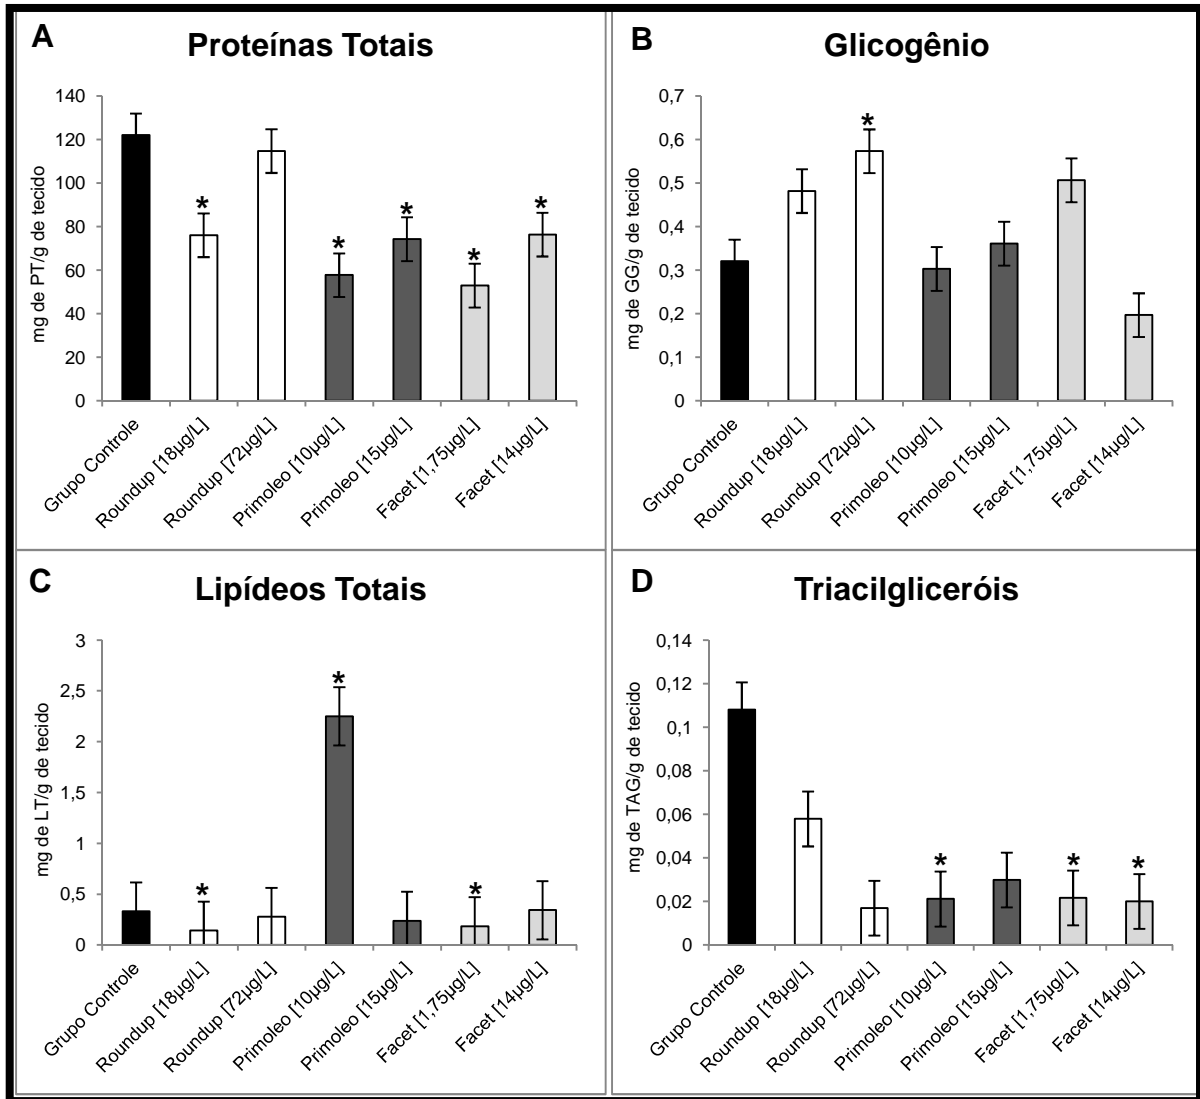 A
Proteínas Totais
mg de PT/g de tecido
140
120
100
80
60
40
20
0
*
*
*
*
*
Grupo Controle
Roundup [18µg/L]
Roundup [72µg/L]
Primoleo [10µg/L]
Primoleo [15µg/L]
Facet [1,75µg/L]
Facet [14µg/L]
B
Glicogênio
mg de GG/g de tecido
0,7
0,6
0,5
0,4
0,3
0,2
0,1
0
*
Grupo Controle
Roundup [18µg/L]
Roundup [72µg/L]
Primoleo [10µg/L]
Primoleo [15µg/L]
Facet [1,75µg/L]
Facet [14µg/L]
C
Lipídeos Totais
mg de LT/g de tecido
3
2,5
2
1,5
1
0,5
0
*
*
*
Grupo Controle
Roundup [18µg/L]
Roundup [72µg/L]
Primoleo [10µg/L]
Primoleo [15µg/L]
Facet [1,75µg/L]
Facet [14µg/L]
D
Triacilgliceróis
mg de TAG/g de tecido
0,14
0,12
0,1
0,08
0,06
0,04
0,02
0
*
*
*
Grupo Controle
Roundup [18µg/L]
Roundup [72µg/L]
Primoleo [10µg/L]
Primoleo [15µg/L]
Facet [1,75µg/L]
Facet [14µg/L]